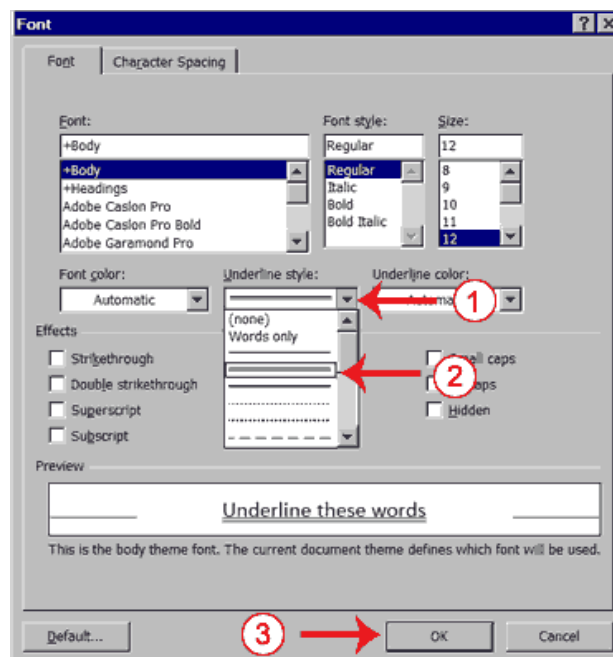 Font
Font Character Spacing
Font: Font style: Size:
+Body Regular 12
+Body Regular 8
+Headings Italic 9
Adobe Caslon Pro Bold 10
Adobe Caslon Pro Bold Bold Italic 11
Adobe Garamond Pro 12
Font color: Underline style: Underline color:
Automatic 1
(none)
Words only
Effects
Strikethrough caps
Double strikethrough 2
Superscript Hidden
Subscript
Preview
Underline these words
This is the body theme font. The current document theme defines which font will be used.
Default... 3 OK Cancel